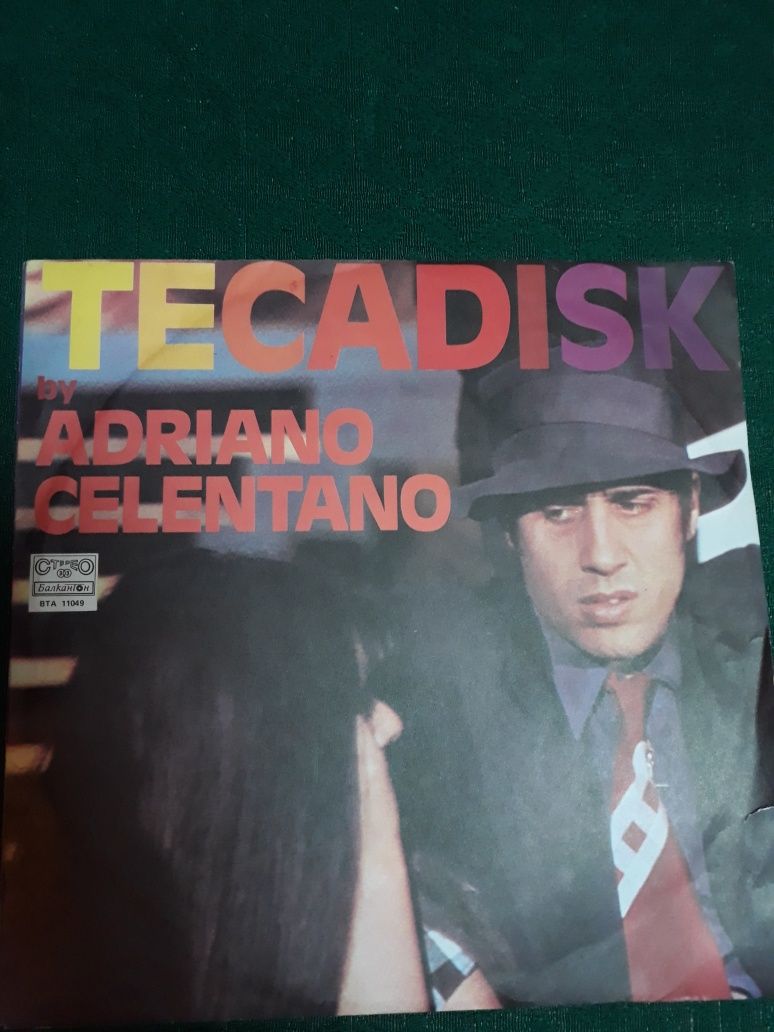 TECADISK
by
ADRIANO
CELENTANO
СТЕРЕО
Балкантон
ВТА 11049